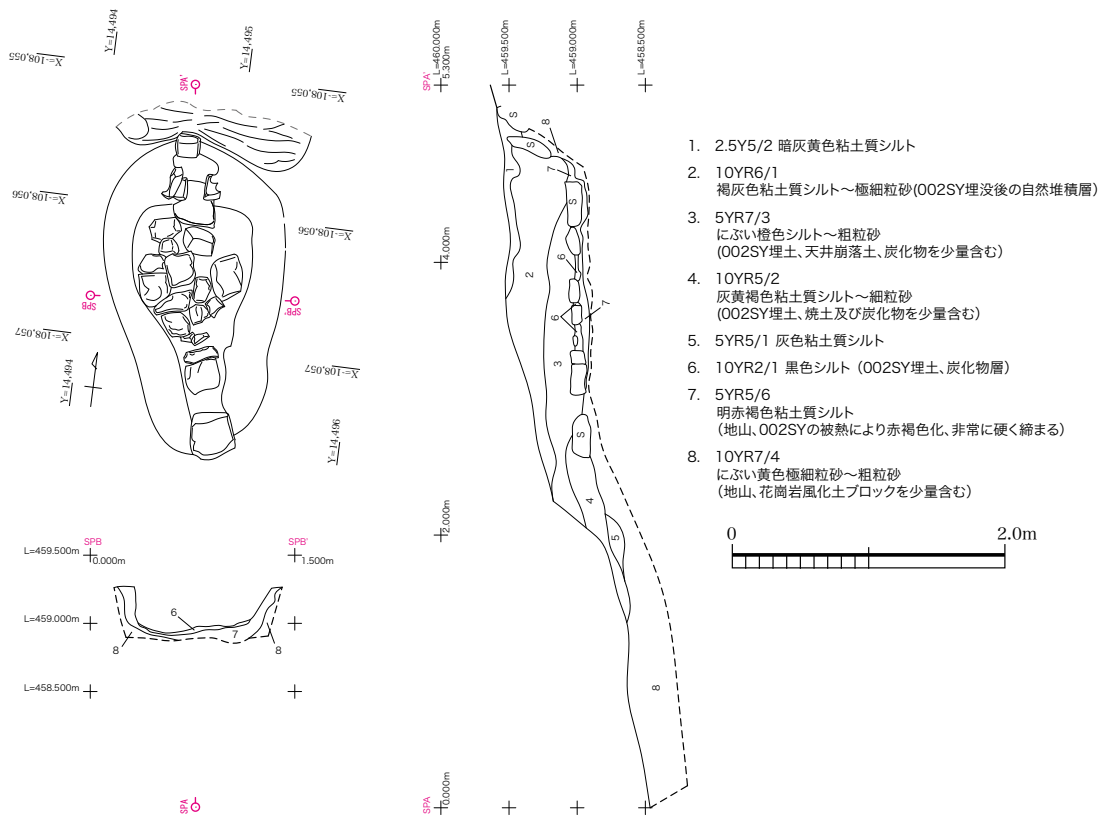 Y=14,494
Y=14,495
X=-108,055
X=-108,055
SPA'
X=-108,056
X=-108,056
SPB
SPB'
X=-108,057
X=-108,057
Y=14,494
Y=14,496
SPB
SPB'
L=459.500m
0.000m
1.500m
L=459.000m
6
7
8
8
L=458.500m
SPA
SPA'
L=460.000m
5.300m
L=459.500m
L=459.000m
L=458.500m
S
8
S
1
7
S
4.000m
2
6
7
6
3
S
2.000m
4
5
8
SPA
0.000m
1. 2.5Y5/2 暗灰黄色粘土質シルト
2. 10YR6/1
褐灰色粘土質シルト～極細粒砂(002SY埋没後の自然堆積層)
3. 5YR7/3
にぶい橙色シルト～粗粒砂
(002SY埋土、天井崩落土、炭化物を少量含む)
4. 10YR5/2
灰黄褐色粘土質シルト～細粒砂
(002SY埋土、焼土及び炭化物を少量含む)
5. 5YR5/1 灰色粘土質シルト
6. 10YR2/1 黒色シルト（002SY埋土、炭化物層）
7. 5YR5/6
明赤褐色粘土質シルト
（地山、002SYの被熱により赤褐色化、非常に硬く締まる）
8. 10YR7/4
にぶい黄色極細粒砂～粗粒砂
（地山、花崗岩風化土ブロックを少量含む）
0
2.0m